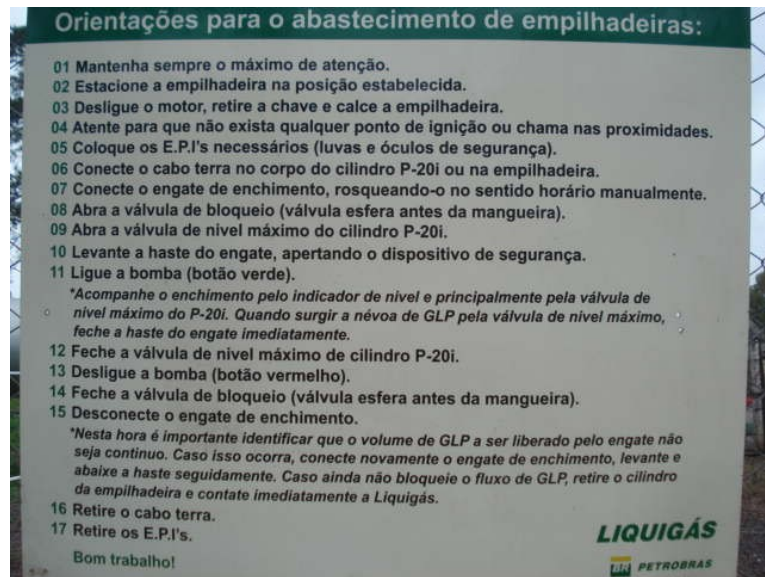 Orientações para o abastecimento de empilhadeiras:
01 Mantenha sempre o máximo de atenção.
02 Estacione a empilhadeira na posição estabelecida.
03 Desligue o motor, retire a chave e calce a empilhadeira.
04 Atente para que não exista qualquer ponto de ignição ou chama nas proximidades.
05 Coloque os E.P.I's necessários (luvas e óculos de segurança).
06 Conecte o cabo terra no corpo do cilindro P-20i ou na empilhadeira.
07 Conecte o engate de enchimento, rosqueando-o no sentido horário manualmente.
08 Abra a válvula de bloqueio (válvula esfera antes da mangueira).
09 Abra a válvula de nivel máximo do cilindro P-20i.
10 Levante a haste do engate, apertando o dispositivo de segurança.
11 Ligue a bomba (botão verde).
*Acompanhe o enchimento pelo indicador de nivel e principalmente pela válvula de
nivel máximo do P-20i. Quando surgir a névoa de GLP pela válvula de nivel máximo,
feche a haste do engate imediatamente.
12 Feche a válvula de nivel máximo de cilindro P-20i.
13 Desligue a bomba (botão vermelho).
14 Feche a válvula de bloqueio (válvula esfera antes da mangueira).
15 Desconecte o engate de enchimento.
*Nesta hora é importante identificar que o volume de GLP a ser liberado pelo engate não
seja continuo. Caso isso ocorra, conecte novamente o engate de enchimento, levante e
abaixe a haste seguidamente. Caso ainda não bloqueie o fluxo de GLP, retire o cilindro
da empilhadeira e contate imediatamente a Liquigás.
16 Retire o cabo terra.
17 Retire os E.P.I's.
Bom trabalho!
LIQUIGÁS
BR PETROBRAS